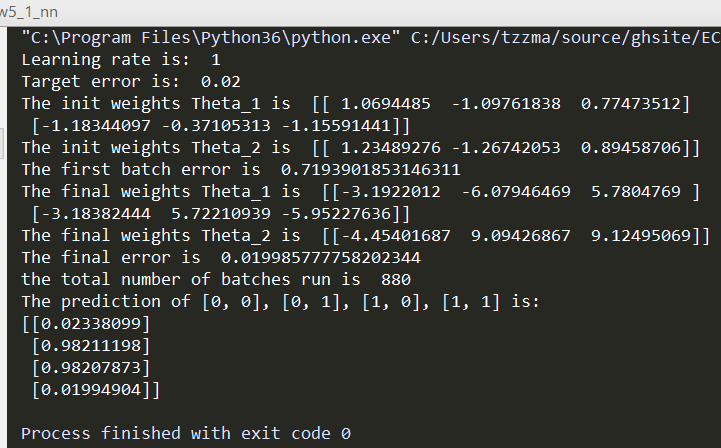 w5_1_nn
"C:\Program Files\Python36\python.exe" C:/Users/tzzma/source/ghsite/EC
Learning rate is:  1
Target error is:  0.02
The init weights Theta_1 is  [[ 1.0694485  -1.09761838  0.77473512]
 [-1.18344097 -0.37105313 -1.15591441]]
The init weights Theta_2 is  [[ 1.23489276 -1.26742053  0.89458706]]
The first batch error is  0.7193901853146311
The final weights Theta_1 is  [[-3.1922012  -6.07946469  5.7804769 ]
 [-3.18382444  5.72210939 -5.95227636]]
The final weights Theta_2 is  [[-4.45401687  9.09426867  9.12495069]]
The final error is  0.019985777758202344
the total number of batches run is  880
The prediction of [0, 0], [0, 1], [1, 0], [1, 1] is:
[[0.02338099]
 [0.98211198]
 [0.98207873]
 [0.01994904]]
Process finished with exit code 0